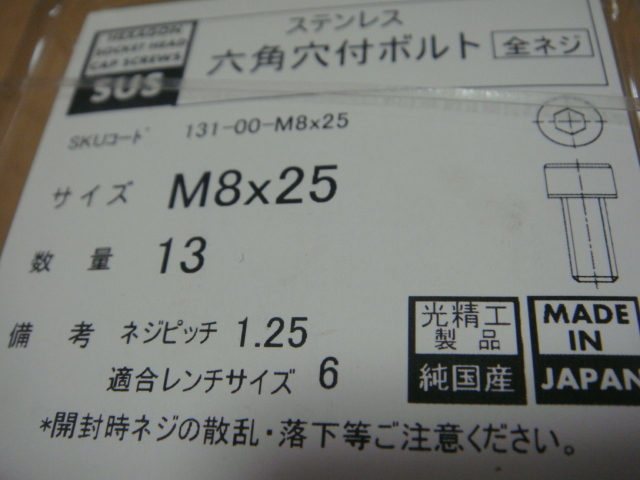 HEXAGON
SOCKET HEAD
CAP SCREWS
SUS
ステンレス
六角穴付ボルト 全ネジ
SKUコード 131-00-M8x25
サイズ M8x25
数量 13
備考 ネジピッチ 1.25
適合レンチサイズ 6
光精工
製品
純国産
MADE
IN
JAPAN
*開封時ネジの散乱・落下等ご注意ください。